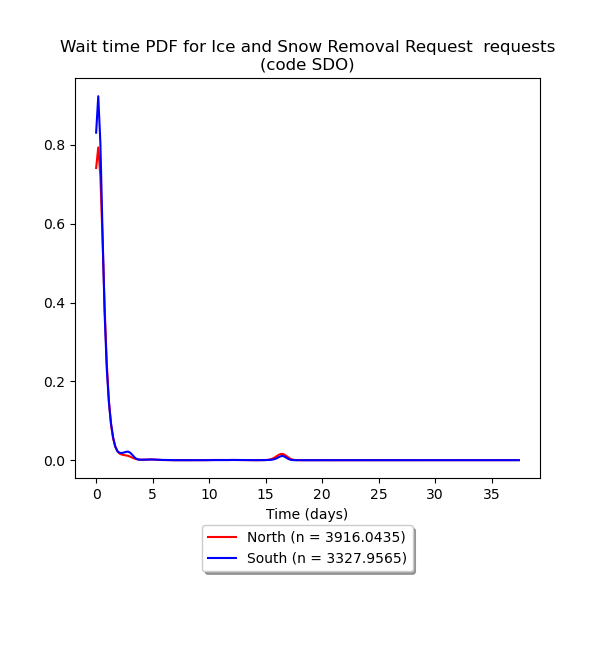 Wait time PDF for Ice and Snow Removal Request  requests
(code SDO)
0.8
0.6
0.4
0.2
0.0
0 5 10 15 20 25 30 35
Time (days)
North (n = 3916.0435)
South (n = 3327.9565)